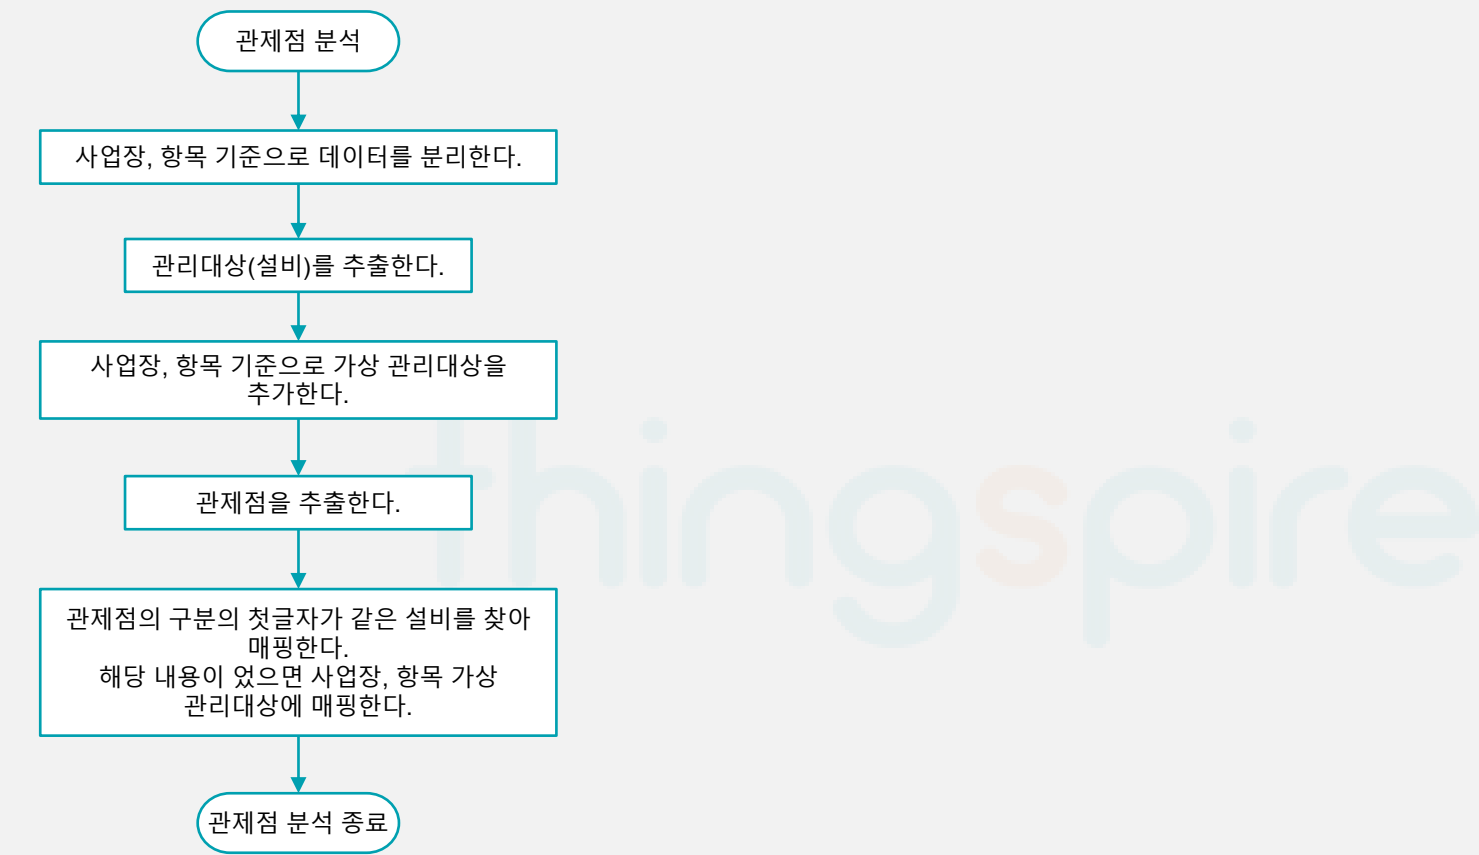 관제점 분석
사업장, 항목 기준으로 데이터를 분리한다.
관리대상(설비)를 추출한다.
사업장, 항목 기준으로 가상 관리대상을
추가한다.
관제점을 추출한다.
관제점의 구분의 첫글자가 같은 설비를 찾아
매핑한다.
해당 내용이 었으면 사업장, 항목 가상
관리대상에 매핑한다.
관제점 분석 종료
thingspire